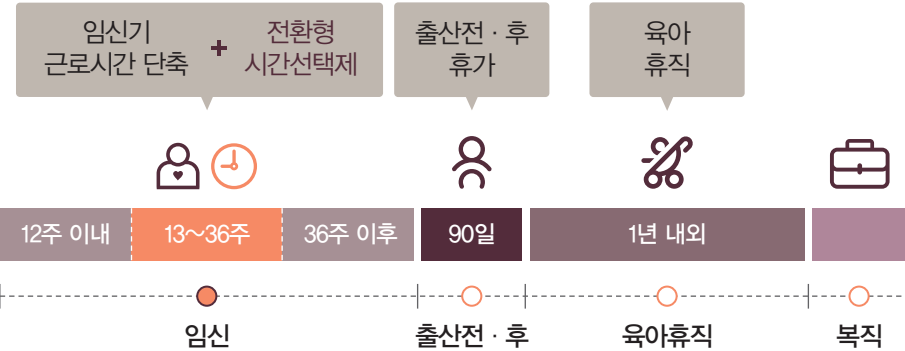 임신기
근로시간 단축
+
전환형
시간선택제
출산전 · 후
휴가
육아
휴직
12주 이내
13~36주
36주 이후
90일
1년 내외
임신
출산전 · 후
육아휴직
복직